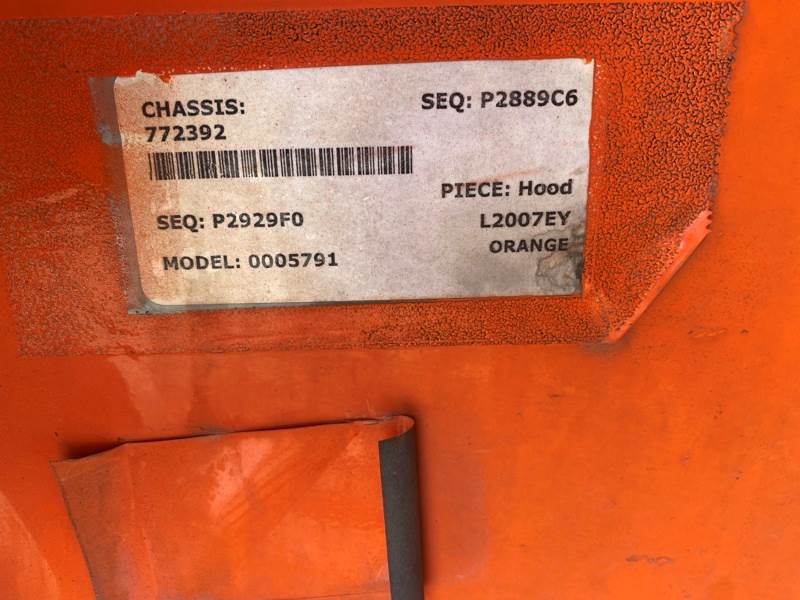 CHASSIS:
772392
SEQ: P2889C6
PIECE: Hood
SEQ: P2929F0
L2007EY
ORANGE
MODEL: 0005791